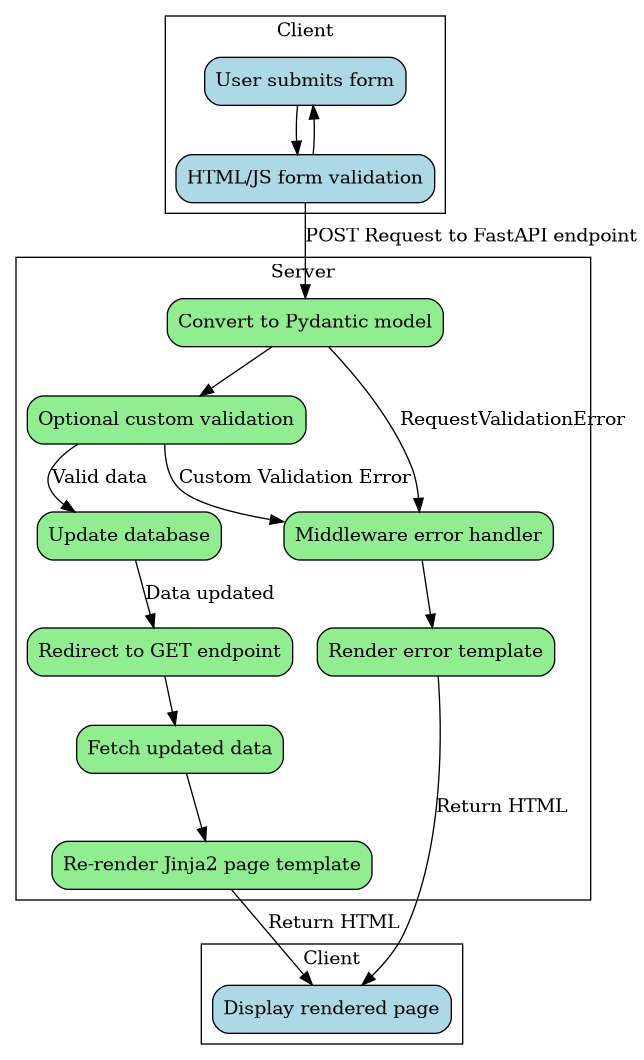 Client
User submits form
HTML/JS form validation
POST Request to FastAPI endpoint
Server
Convert to Pydantic model
Optional custom validation
RequestValidationError
Valid data
Custom Validation Error
Update database
Middleware error handler
Data updated
Redirect to GET endpoint
Render error template
Fetch updated data
Return HTML
Re-render Jinja2 page template
Return HTML
Client
Display rendered page